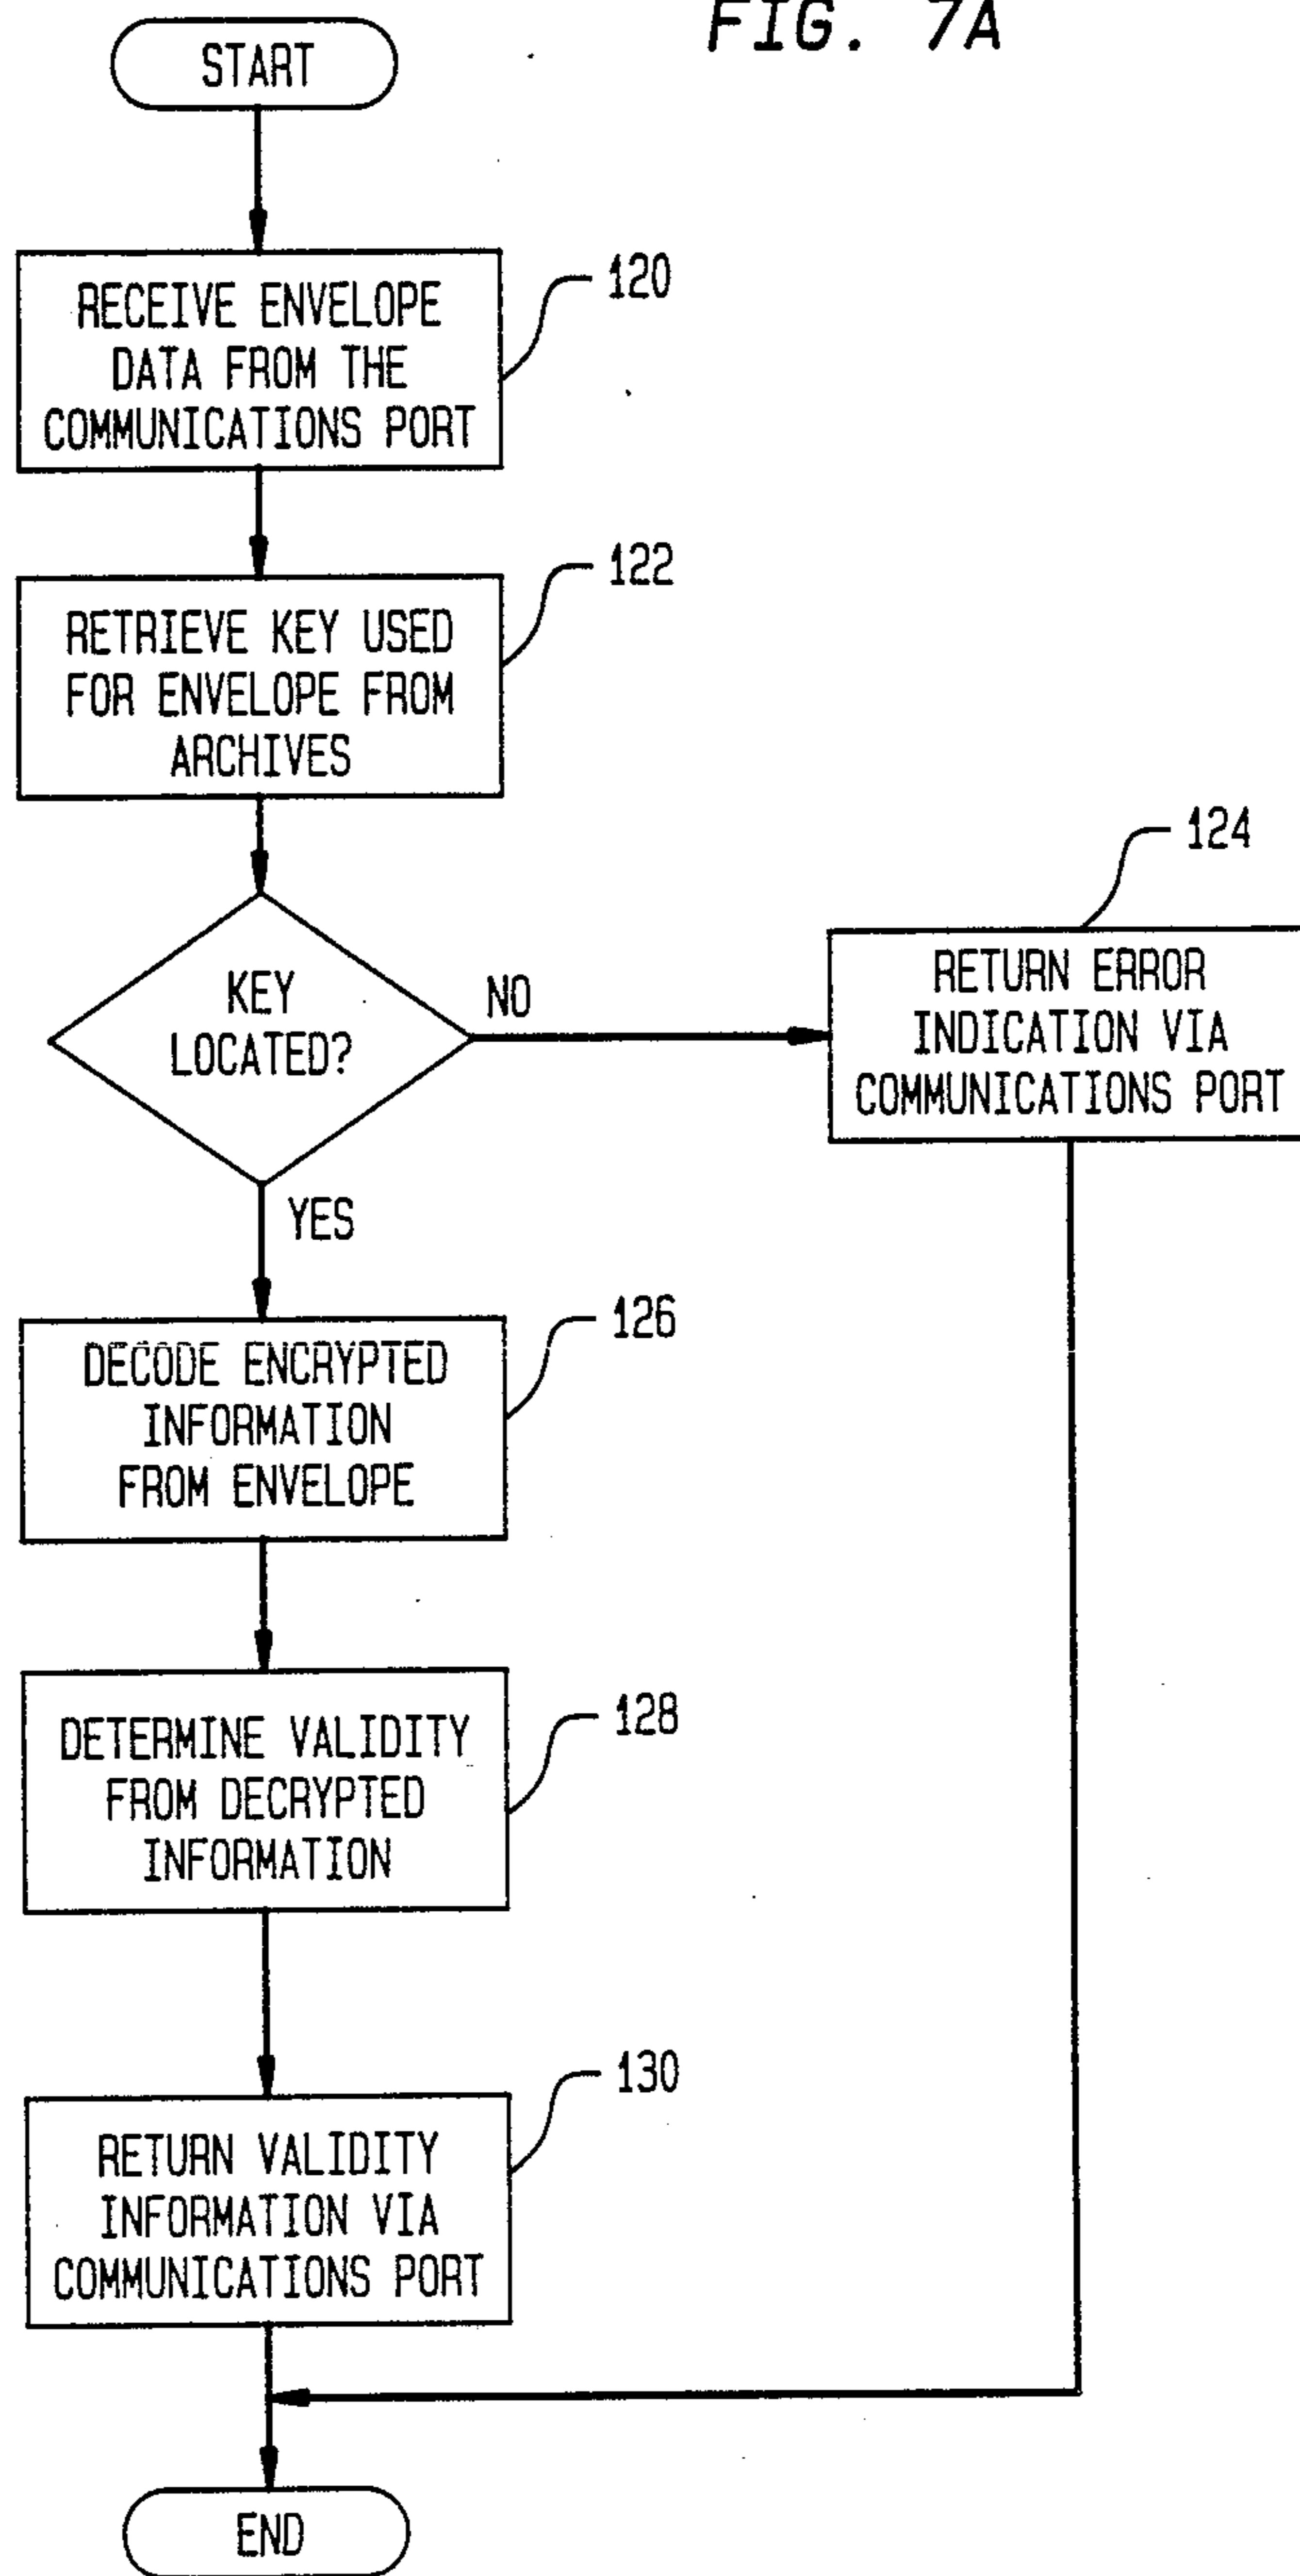 FIG. 7A
START
RECEIVE ENVELOPE
DATA FROM THE
COMMUNICATIONS PORT
120
RETRIEVE KEY USED
FOR ENVELOPE FROM
ARCHIVES
122
KEY
LOCATED?
NO
124
RETURN ERROR
INDICATION VIA
COMMUNICATIONS PORT
YES
DECODE ENCRYPTED
INFORMATION
FROM ENVELOPE
126
DETERMINE VALIDITY
FROM DECRYPTED
INFORMATION
128
RETURN VALIDITY
INFORMATION VIA
COMMUNICATIONS PORT
130
END